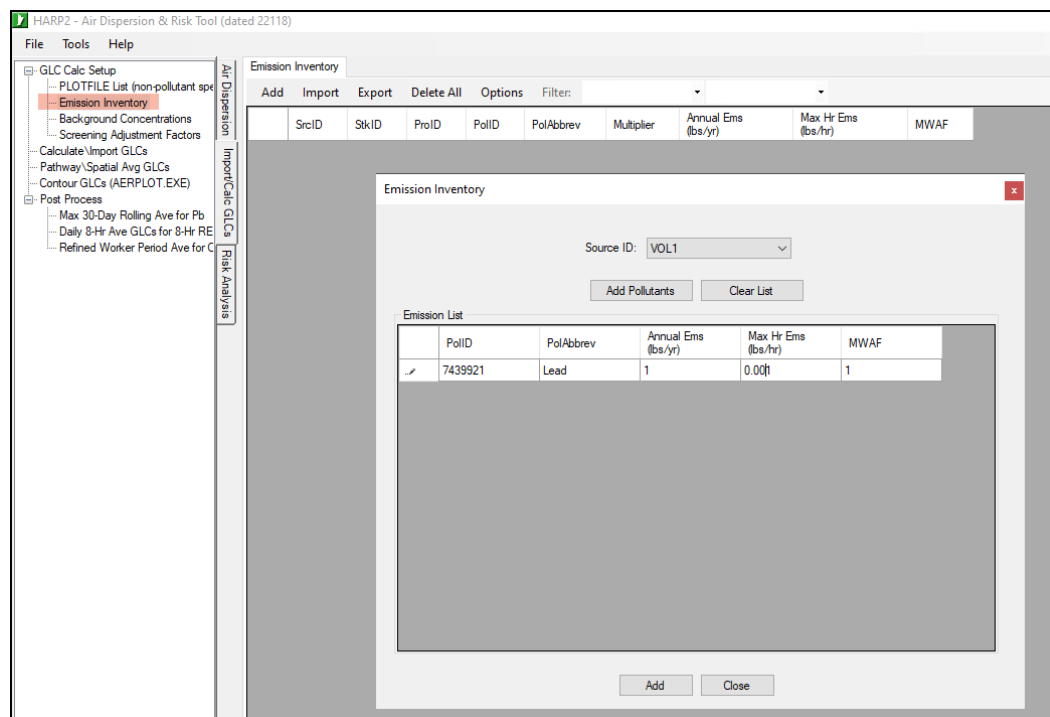 HARP2 - Air Dispersion & Risk Tool (dated 22118)
File Tools Help
GLC Calc Setup
PLOTFILE List (non-pollutant spe
Emission Inventory
Background Concentrations
Screening Adjustment Factors
Calculate\Import GLCs
Pathway\Spatial Avg GLCs
Contour GLCs (AERPLOT.EXE)
Post Process
Max 30-Day Rolling Ave for Pb
Daily 8-Hr Ave GLCs for 8-Hr RE
Refined Worker Period Ave for C
Air Dispersion
Import/Calc GLCs
Risk Analysis
Emission Inventory
Add Import Export Delete All Options Filter:
SrcID StkID ProID PolID PolAbbrev Multiplier Annual Ems (lbs/yr) Max Hr Ems (lbs/hr) MWAF
Emission Inventory x
Source ID: VOL1
Add Pollutants Clear List
Emission List
PolID PolAbbrev Annual Ems (lbs/yr) Max Hr Ems (lbs/hr) MWAF
7439921 Lead 1 0.001 1
Add Close